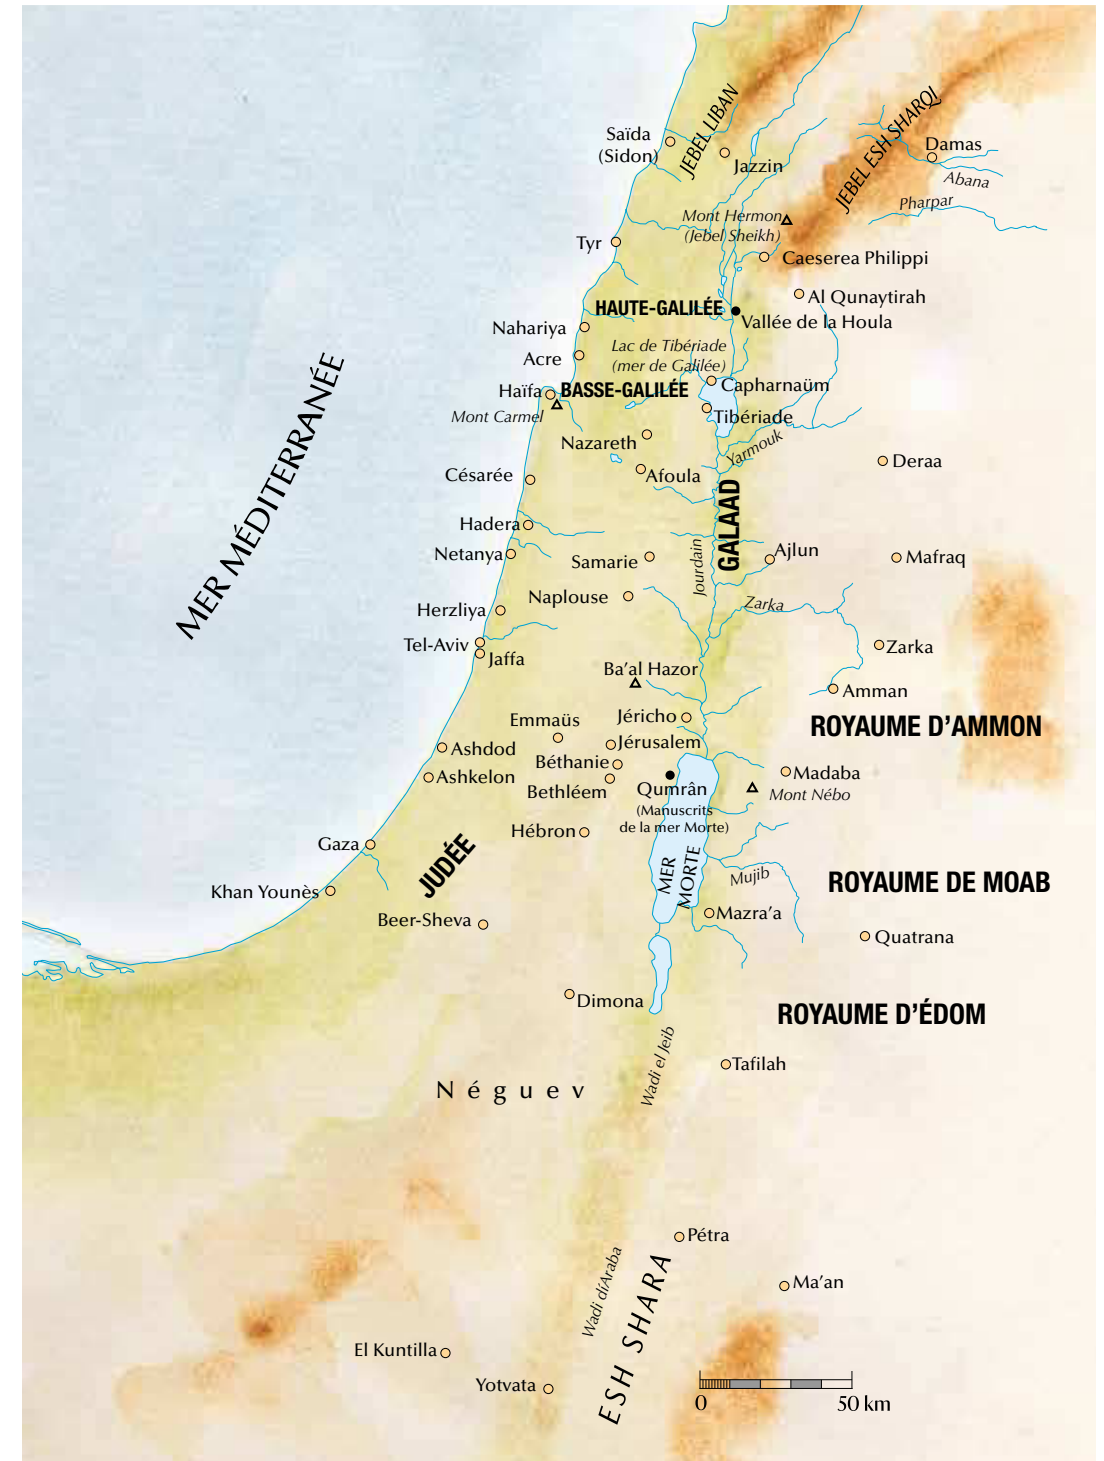 JEBEL LIBAN
JEBEL ESH SHARQI
Saïda
(Sidon)
Jazzin
Damas
Abana
Pharpar
Mont Hermon
(Jebel Sheikh)
Tyr
Caeserea Philippi
Al Qunaytirah
HAUTE-GALILÉE
Vallée de la Houla
Nahariya
Lac de Tibériade
(mer de Galilée)
Acre
Capharnaüm
Haïfa
BASSE-GALILÉE
Mont Carmel
Tibériade
MER MÉDITERRANÉE
Nazareth
Yarmouk
Deraa
Césarée
Afoula
GALAAD
Hadera
Netanya
Samarie
Jourdain
Ajlun
Mafraq
Naplouse
Zarka
Herzliya
Tel-Aviv
Jaffa
Zarka
Ba’al Hazor
Amman
Emmaüs
Jéricho
ROYAUME D’AMMON
Ashdod
Jérusalem
Béthanie
Ashkelon
Bethléem
Qumrân
(Manuscrits
de la mer Morte)
Madaba
Mont Nébo
Hébron
Gaza
JUDÉE
MER
MORTE
Mujib
ROYAUME DE MOAB
Khan Younès
Beer-Sheva
Mazra’a
Quatrana
Dimona
ROYAUME D’ÉDOM
Wadi el Jeib
Tafilah
Néguev
Pétra
Wadi díAraba
ESH SHARA
Ma’an
El Kuntilla
Yotvata
0
50 km